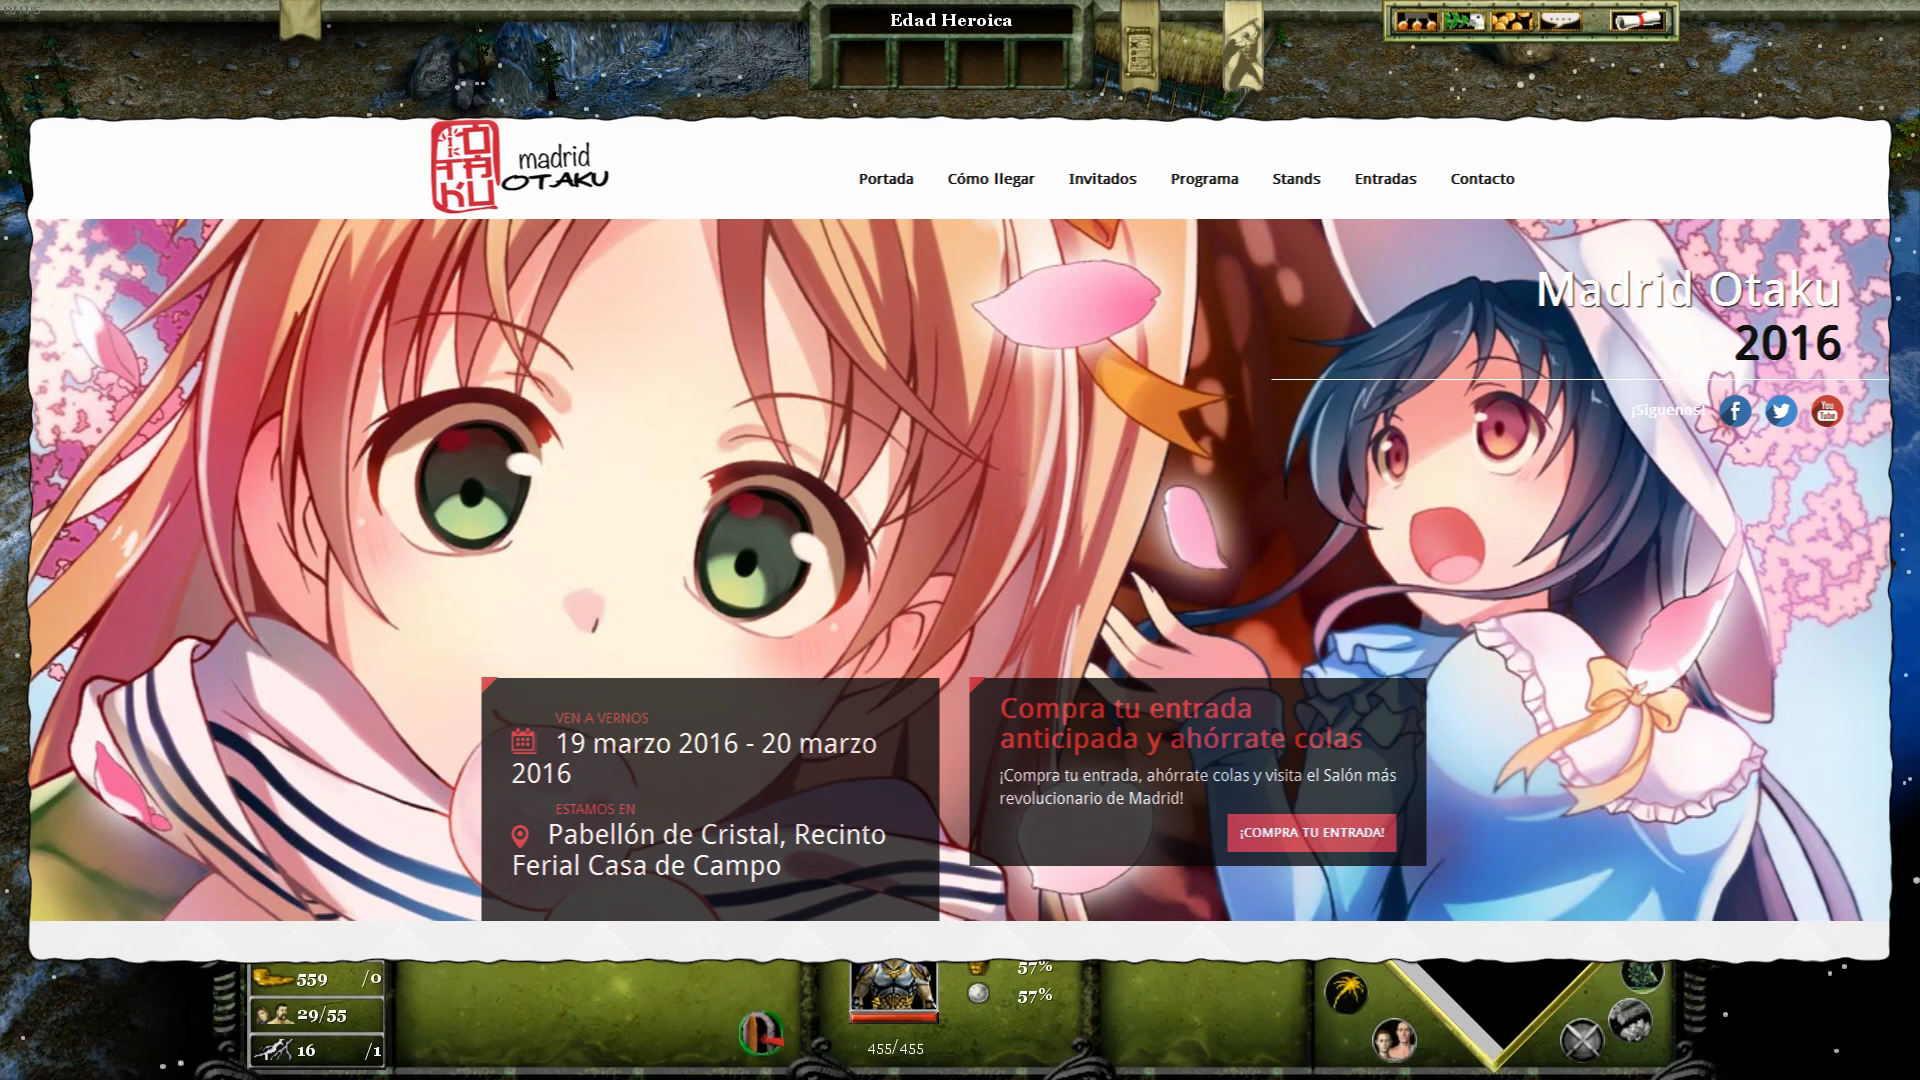 Edad Heroica
OTAKU
madrid
OTAKU
Portada Cómo llegar Invitados Programa Stands Entradas Contacto
Madrid Otaku
2016
¡Síguenos!
You
Tube
VEN A VERNOS
19 marzo 2016 - 20 marzo
2016
ESTAMOS EN
Pabellón de Cristal, Recinto
Ferial Casa de Campo
Compra tu entrada
anticipada y ahórrate colas
¡Compra tu entrada, ahórrate colas y visita el Salón más
revolucionario de Madrid!
¡COMPRA TU ENTRADA!
559 /0
29/55
16 /1
57%
57%
455/455